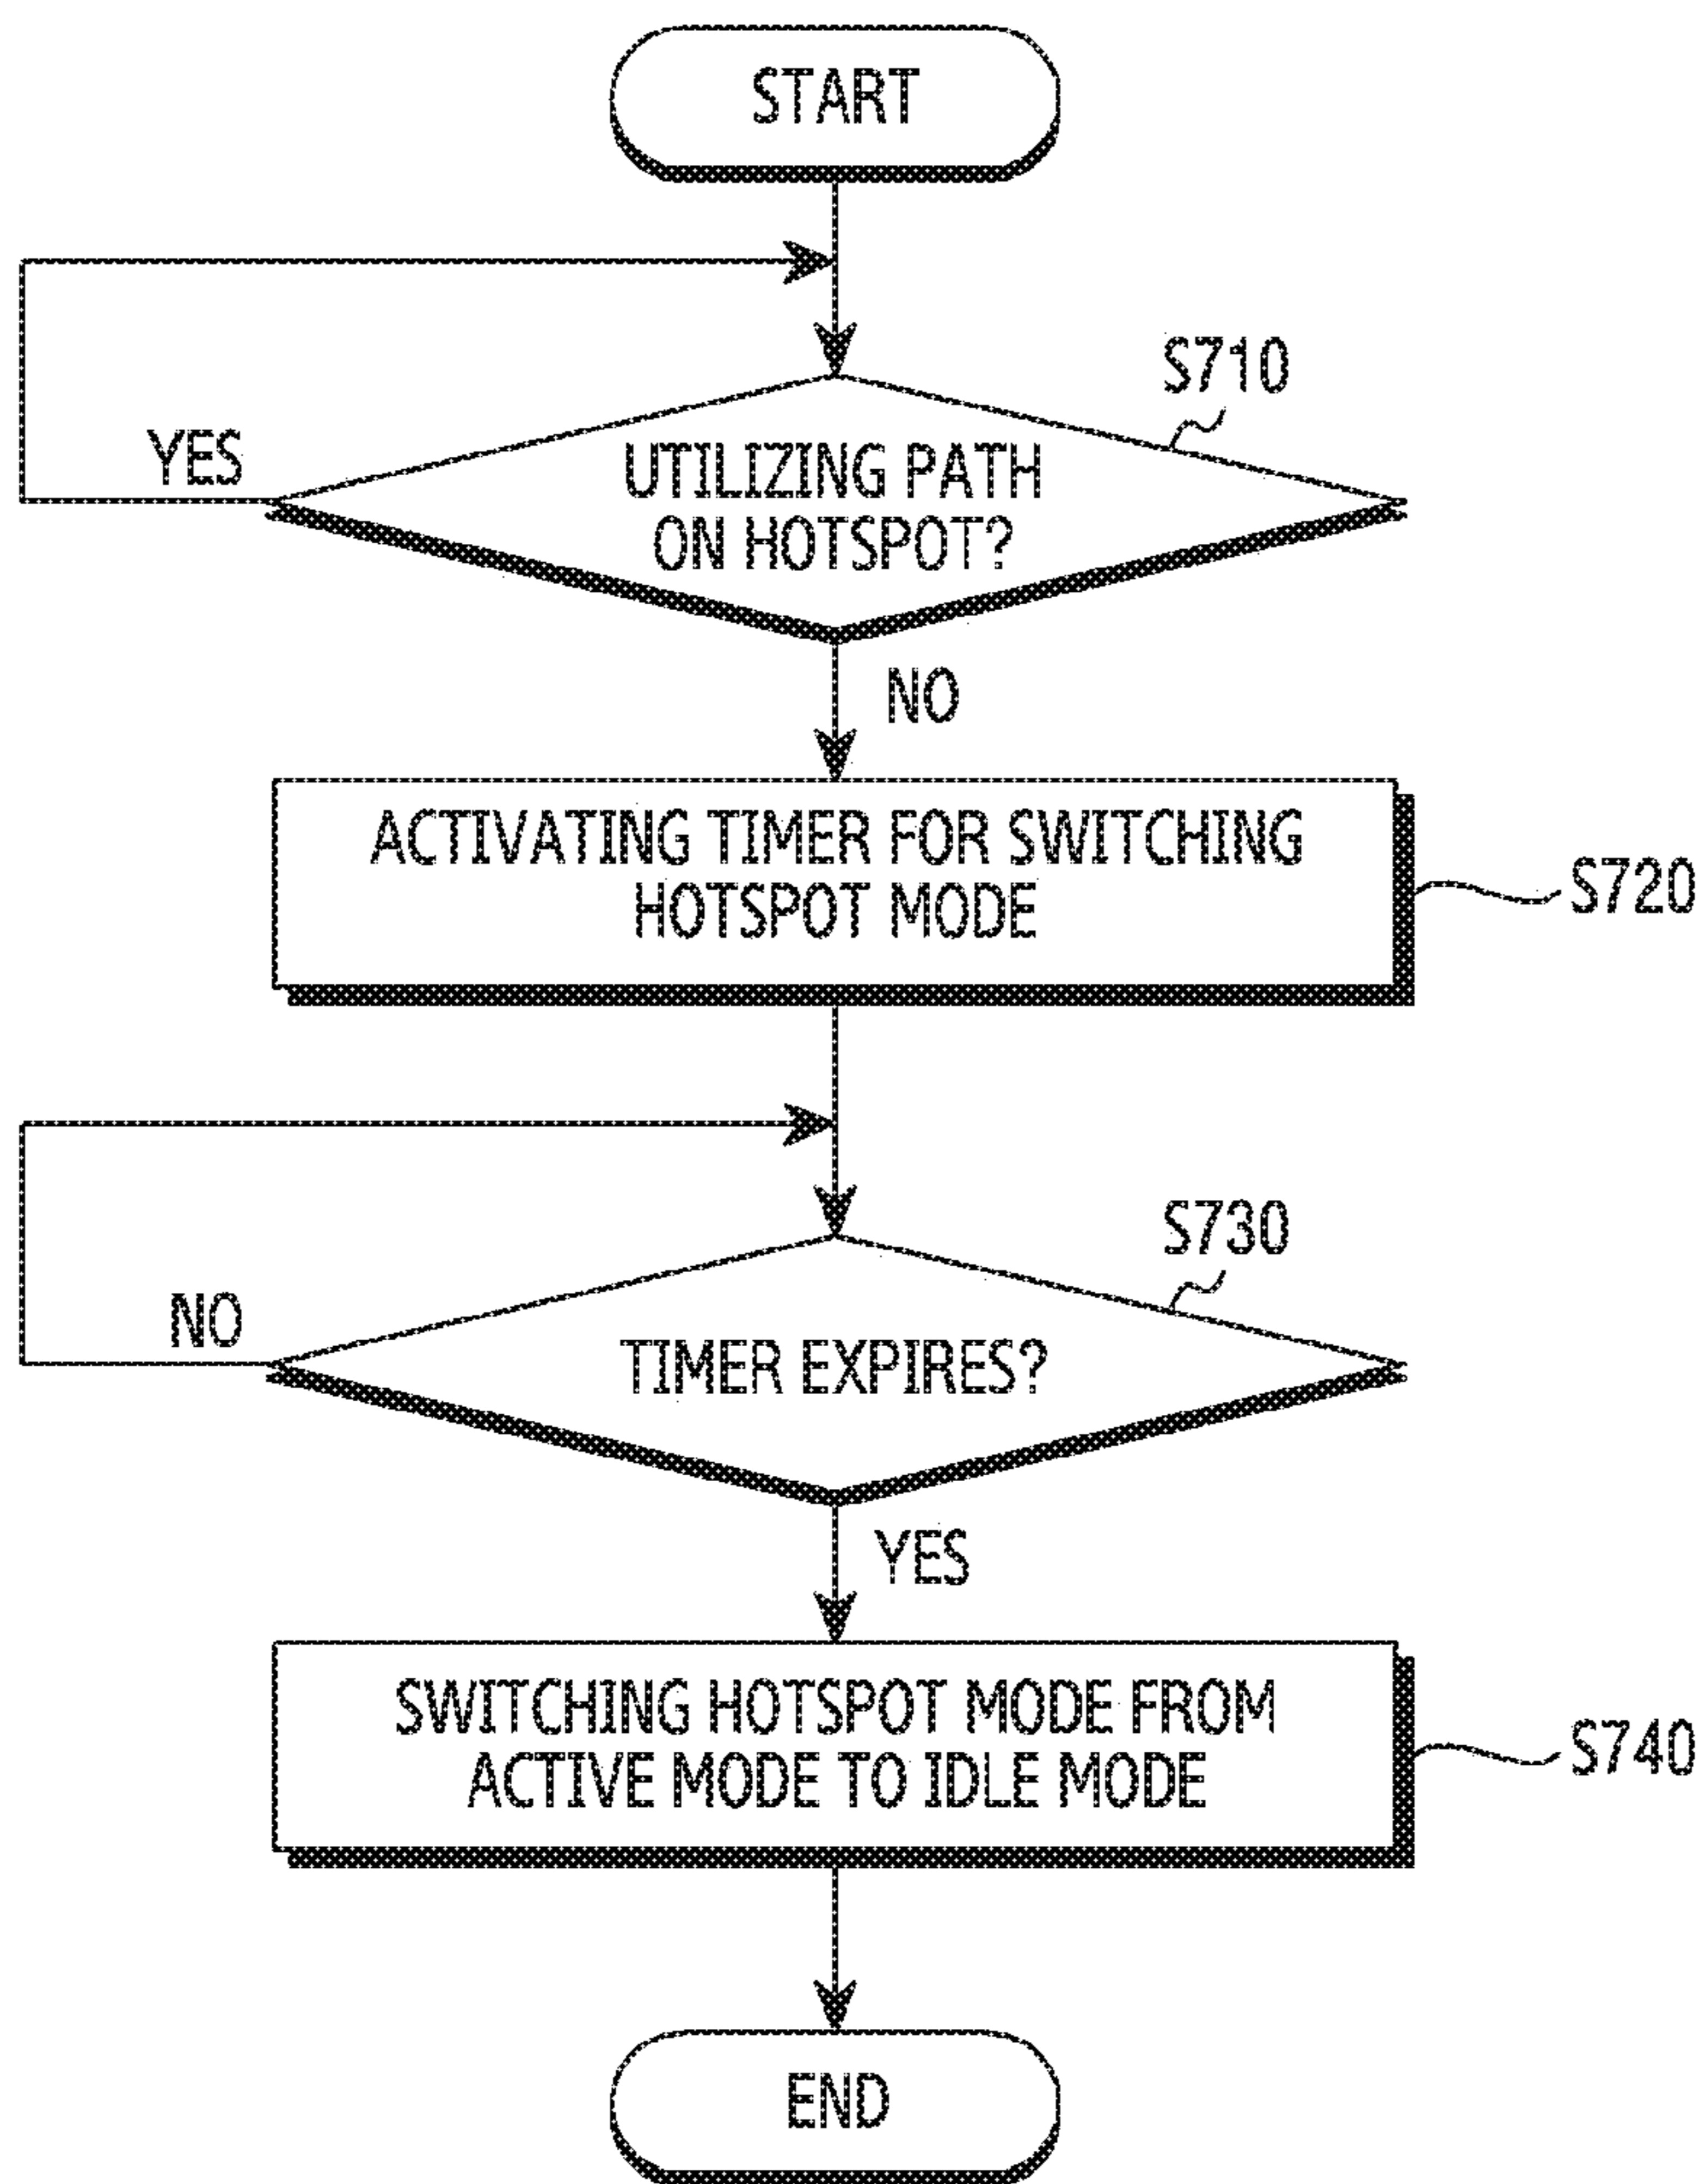 START
S710
YES
UTILIZING PATH
ON HOTSPOT?
NO
ACTIVATING TIMER FOR SWITCHING
HOTSPOT MODE
S720
S730
NO
TIMER EXPIRES?
YES
SWITCHING HOTSPOT MODE FROM
ACTIVE MODE TO IDLE MODE
S740
END